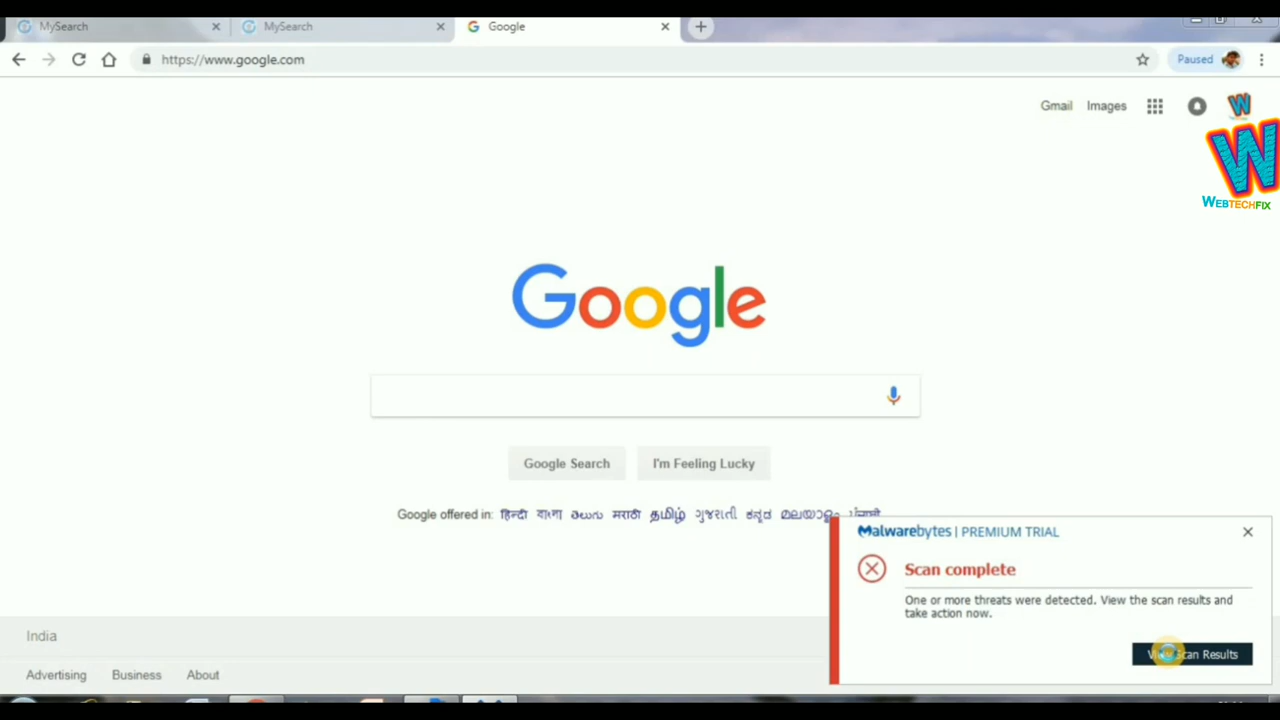 MySearch
MySearch
Google
https://www.google.com
Paused
Gmail
Images
W
W
WEBTECHFIX
Google
Google Search
I'm Feeling Lucky
Google offered in: हिन्दी বাংলা తెలుగు मराठी தமிழ் ગુજરાતી ಕನ್ನಡ മലയാളം ਪੰਜਾਬੀ
Malwarebytes | PREMIUM TRIAL
Scan complete
One or more threats were detected. View the scan results and
take action now.
View Scan Results
India
Advertising
Business
About